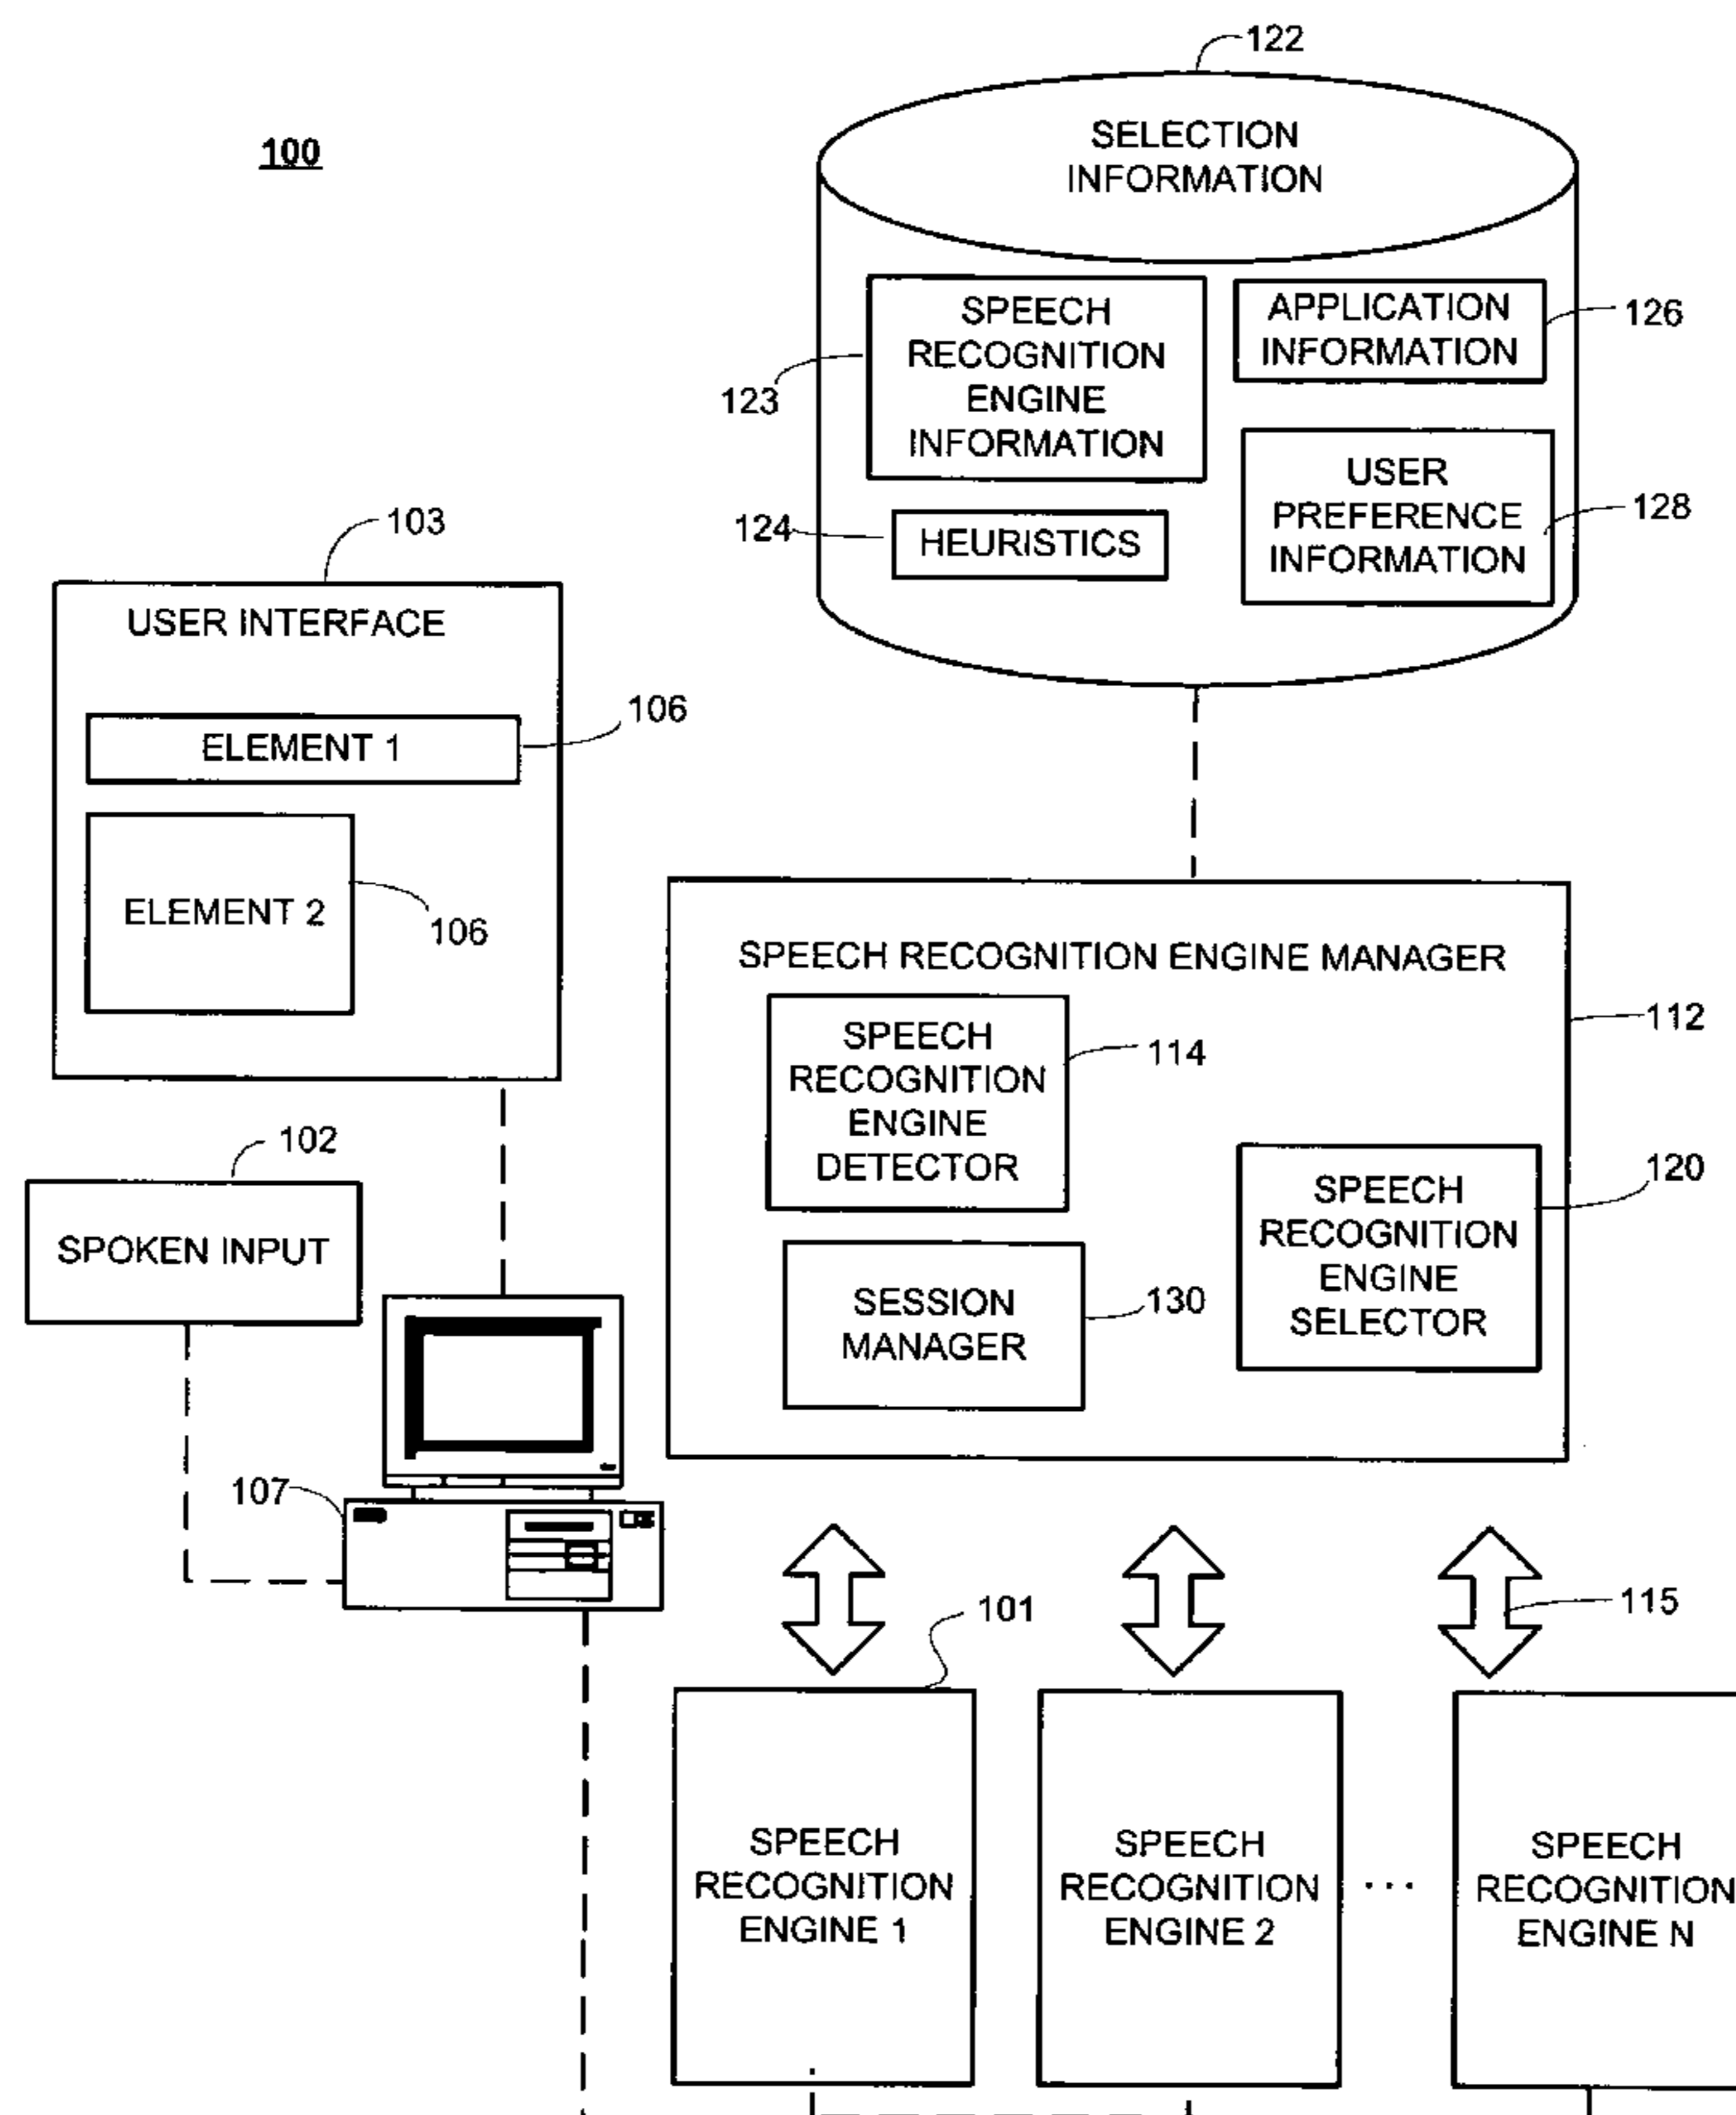 122
100
SELECTION
INFORMATION
SPEECH
RECOGNITION
ENGINE
INFORMATION
123
APPLICATION
INFORMATION
126
HEURISTICS
124
USER
PREFERENCE
INFORMATION
128
103
USER INTERFACE
ELEMENT 1
106
ELEMENT 2
106
SPEECH RECOGNITION ENGINE MANAGER
112
SPEECH
RECOGNITION
ENGINE
DETECTOR
114
SPEECH
RECOGNITION
ENGINE
SELECTOR
120
SESSION
MANAGER
130
102
SPOKEN INPUT
107
115
101
SPEECH
RECOGNITION
ENGINE 1
SPEECH
RECOGNITION
ENGINE 2
...
SPEECH
RECOGNITION
ENGINE N